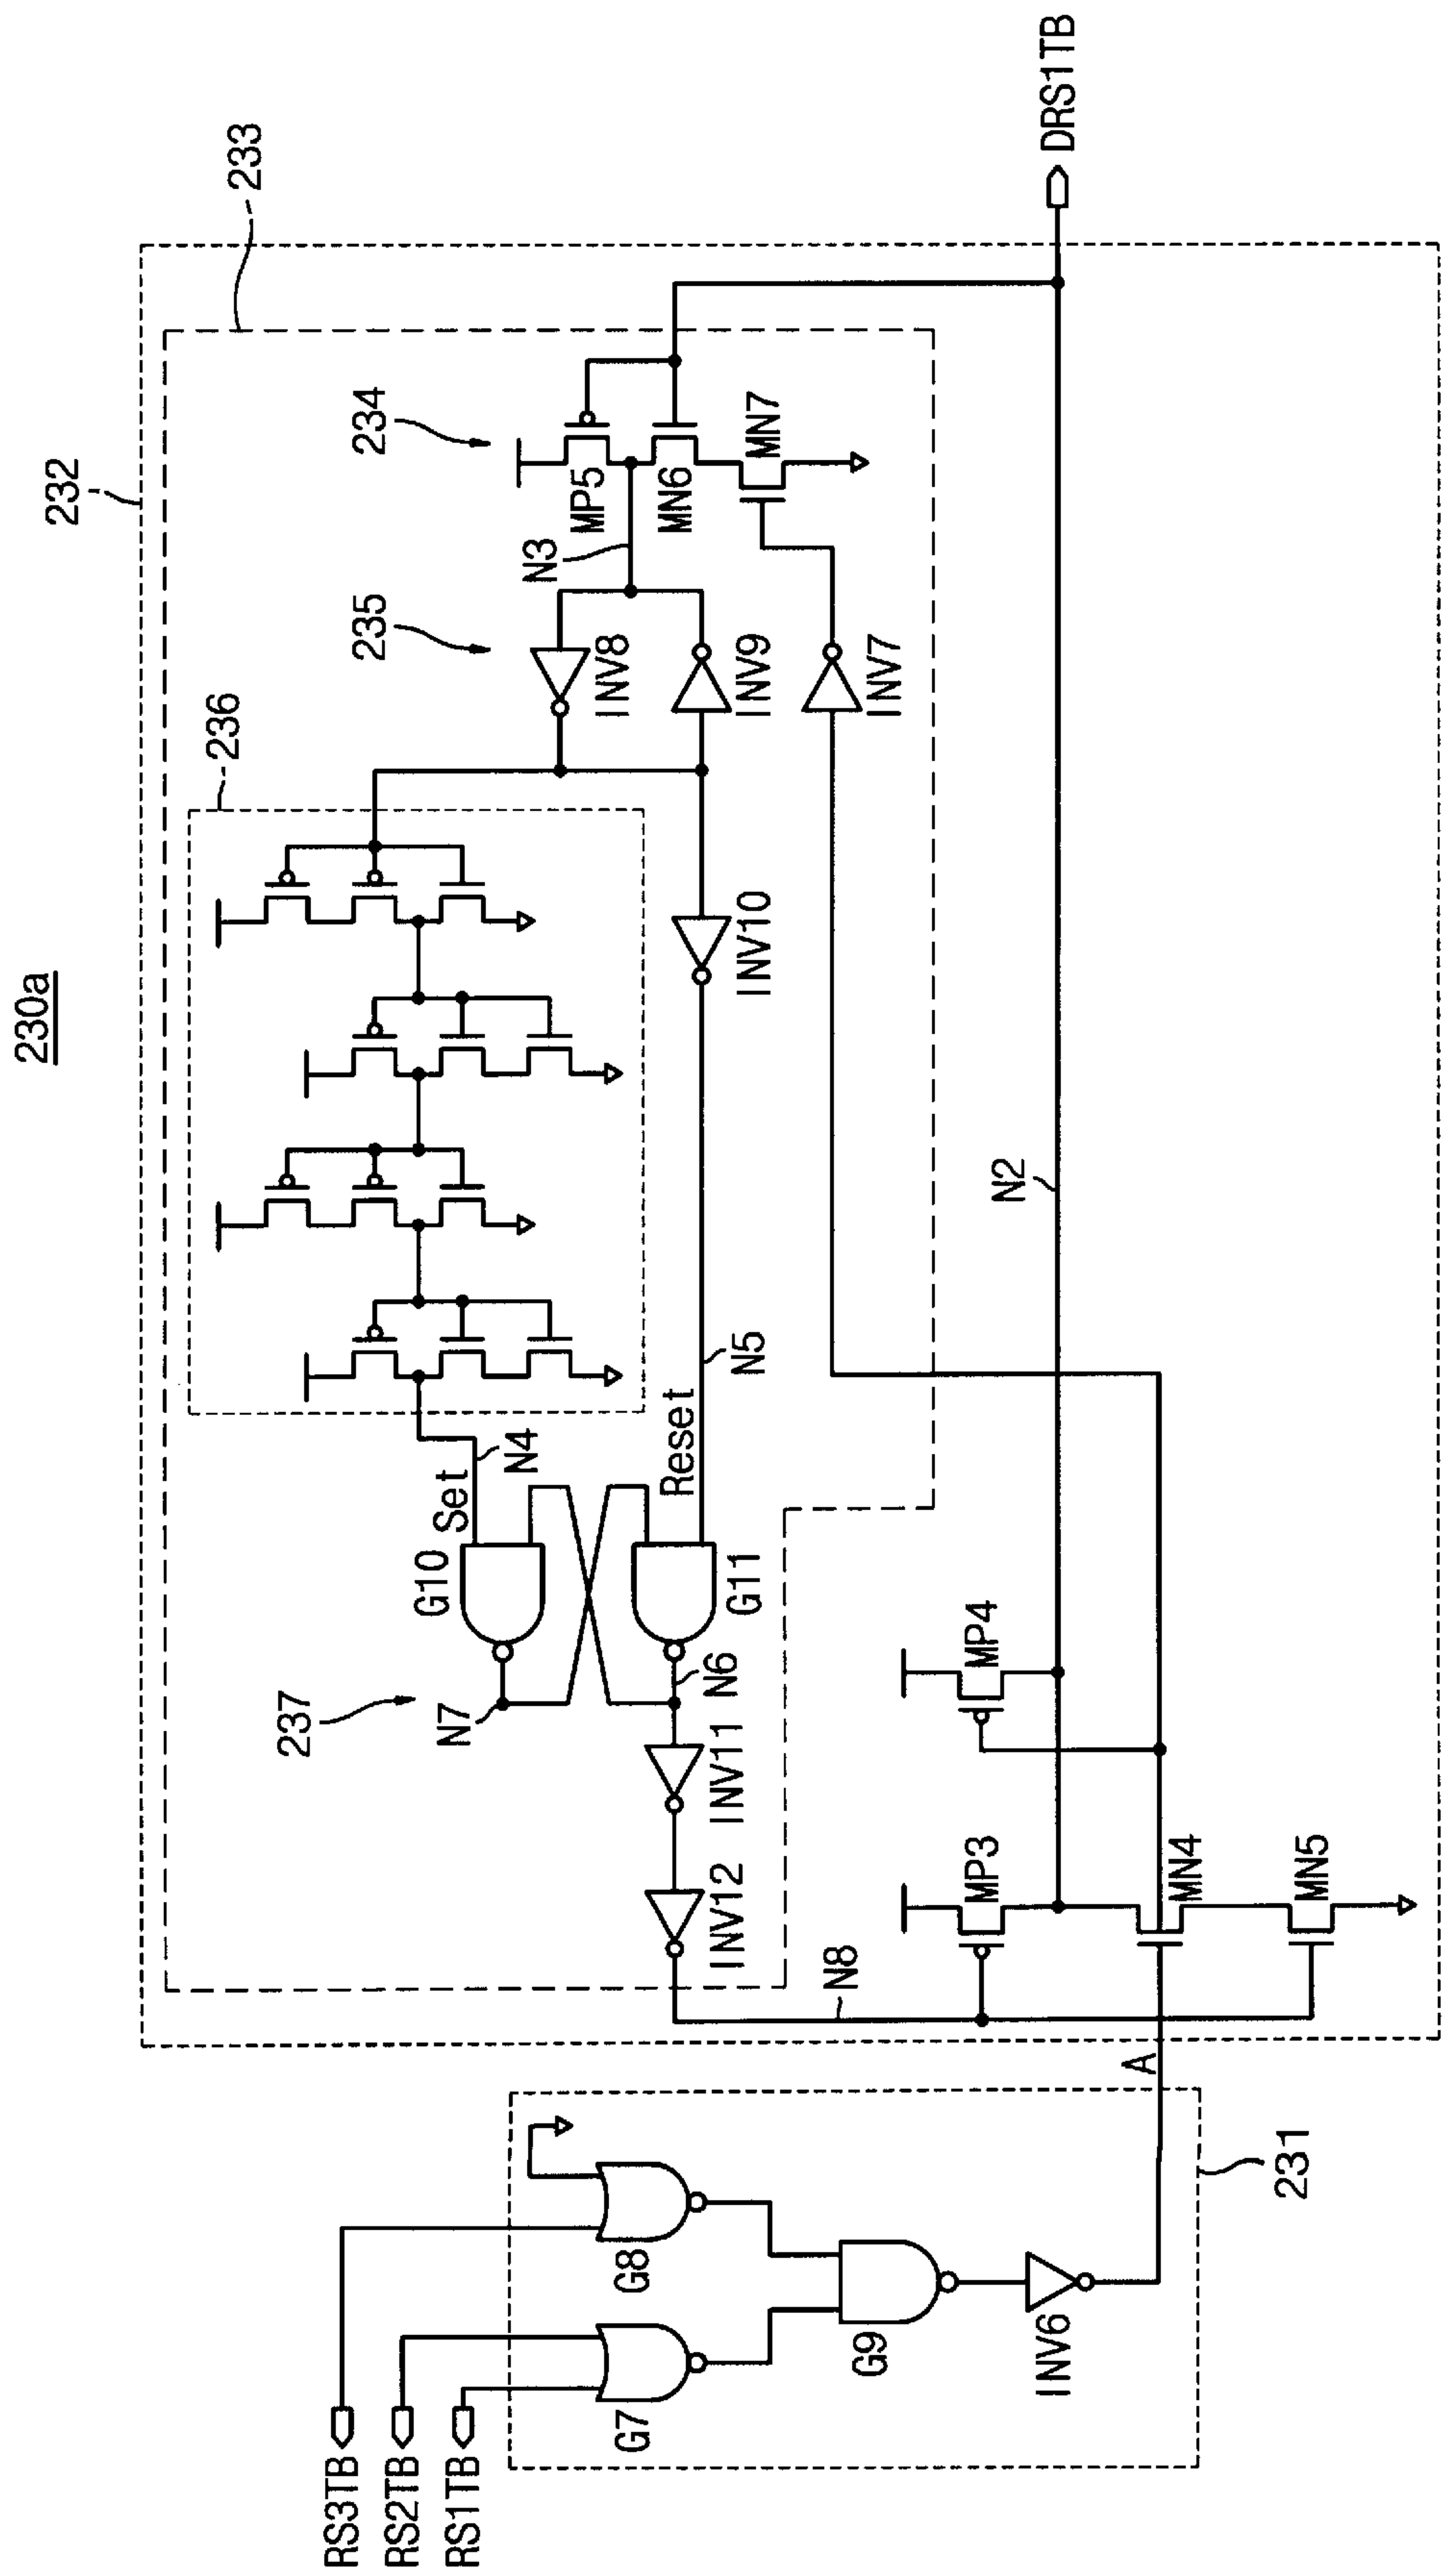 230a
232
233
236
235
234
MP5
MN6
MN7
N3
INV8
INV9
INV7
INV10
N4
Set
N5
Reset
G10
G11
237
N7
N6
INV11
INV12
N2
MP4
MP3
MN4
MN5
N8
A
DRS1TB
231
G8
G7
G9
INV6
RS3TB
RS2TB
RS1TB